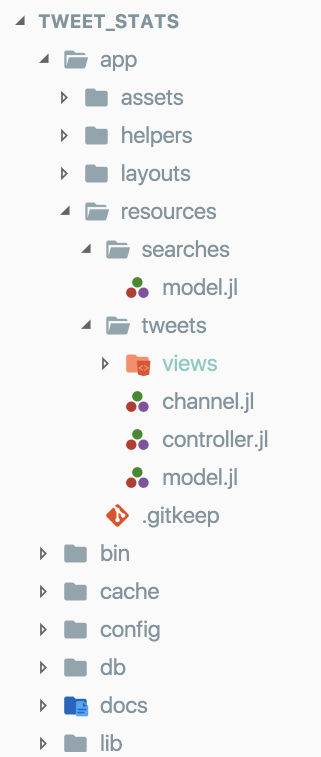 TWEET_STATS
app
assets
helpers
layouts
resources
searches
model.jl
tweets
views
channel.jl
controller.jl
model.jl
.gitkeep
bin
cache
config
db
docs
lib